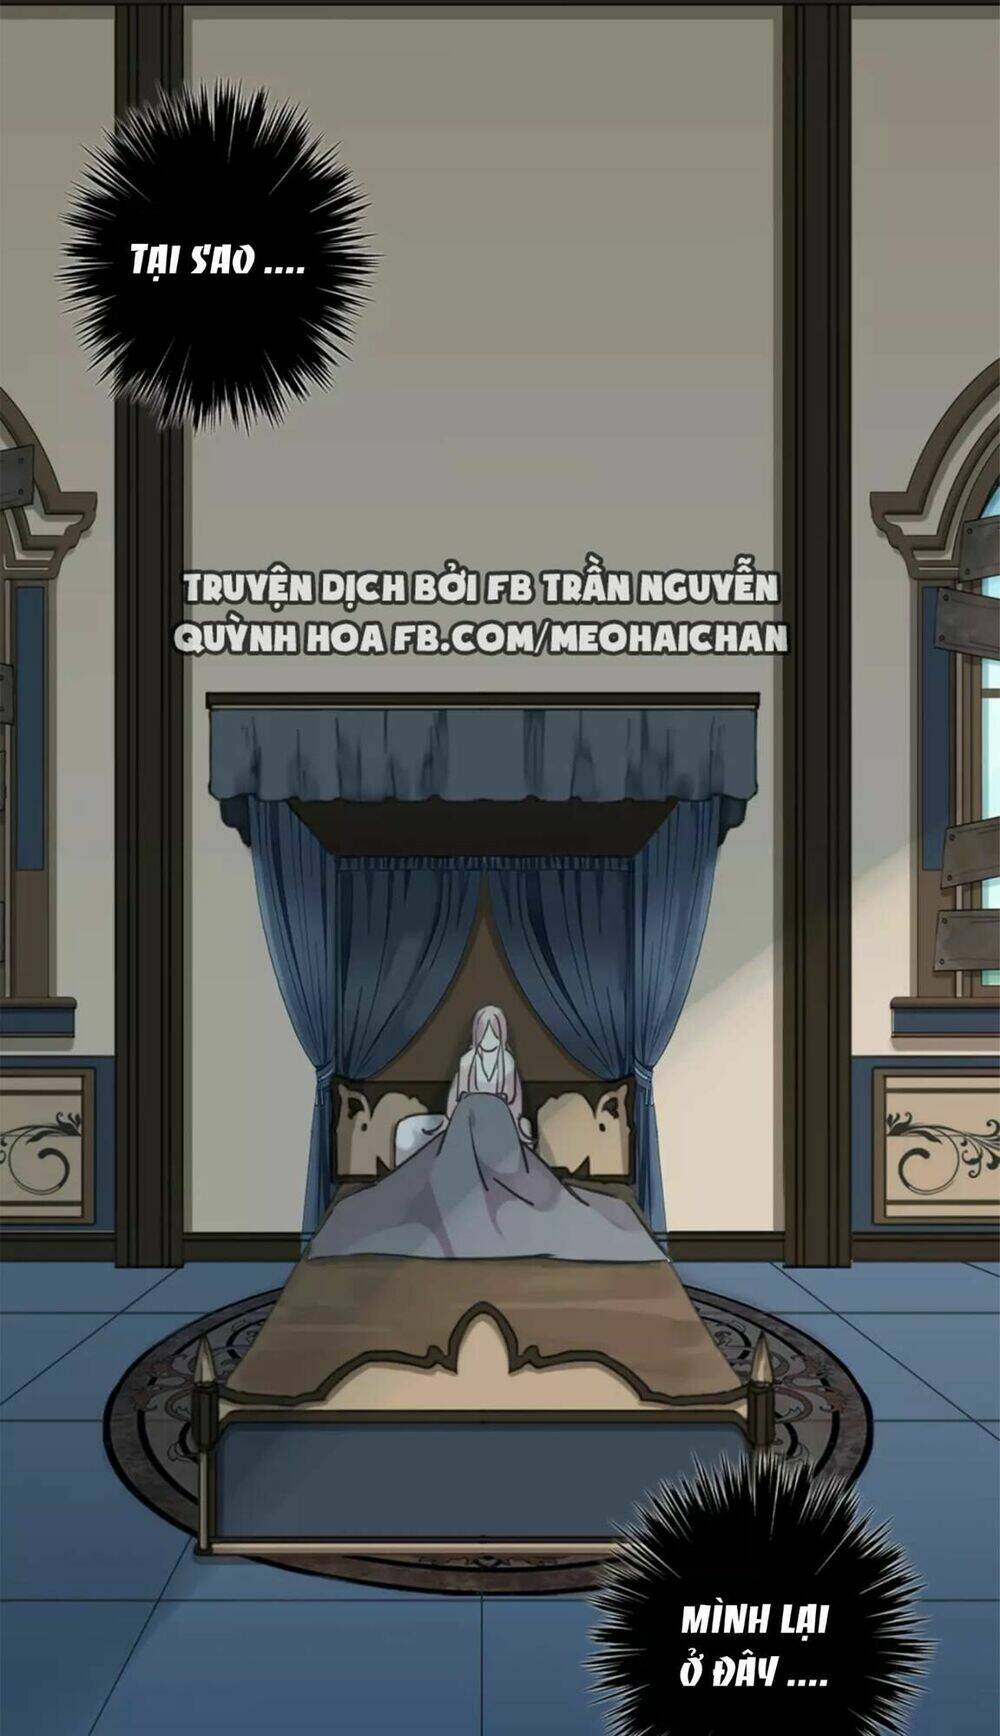 TẠI SAO ....
TRUYỆN DỊCH BỞI FB TRẦN NGUYỄN
QUỲNH HOA FB.COM/MEOHAICHAN
MÌNH LẠI
Ở ĐÂY ....